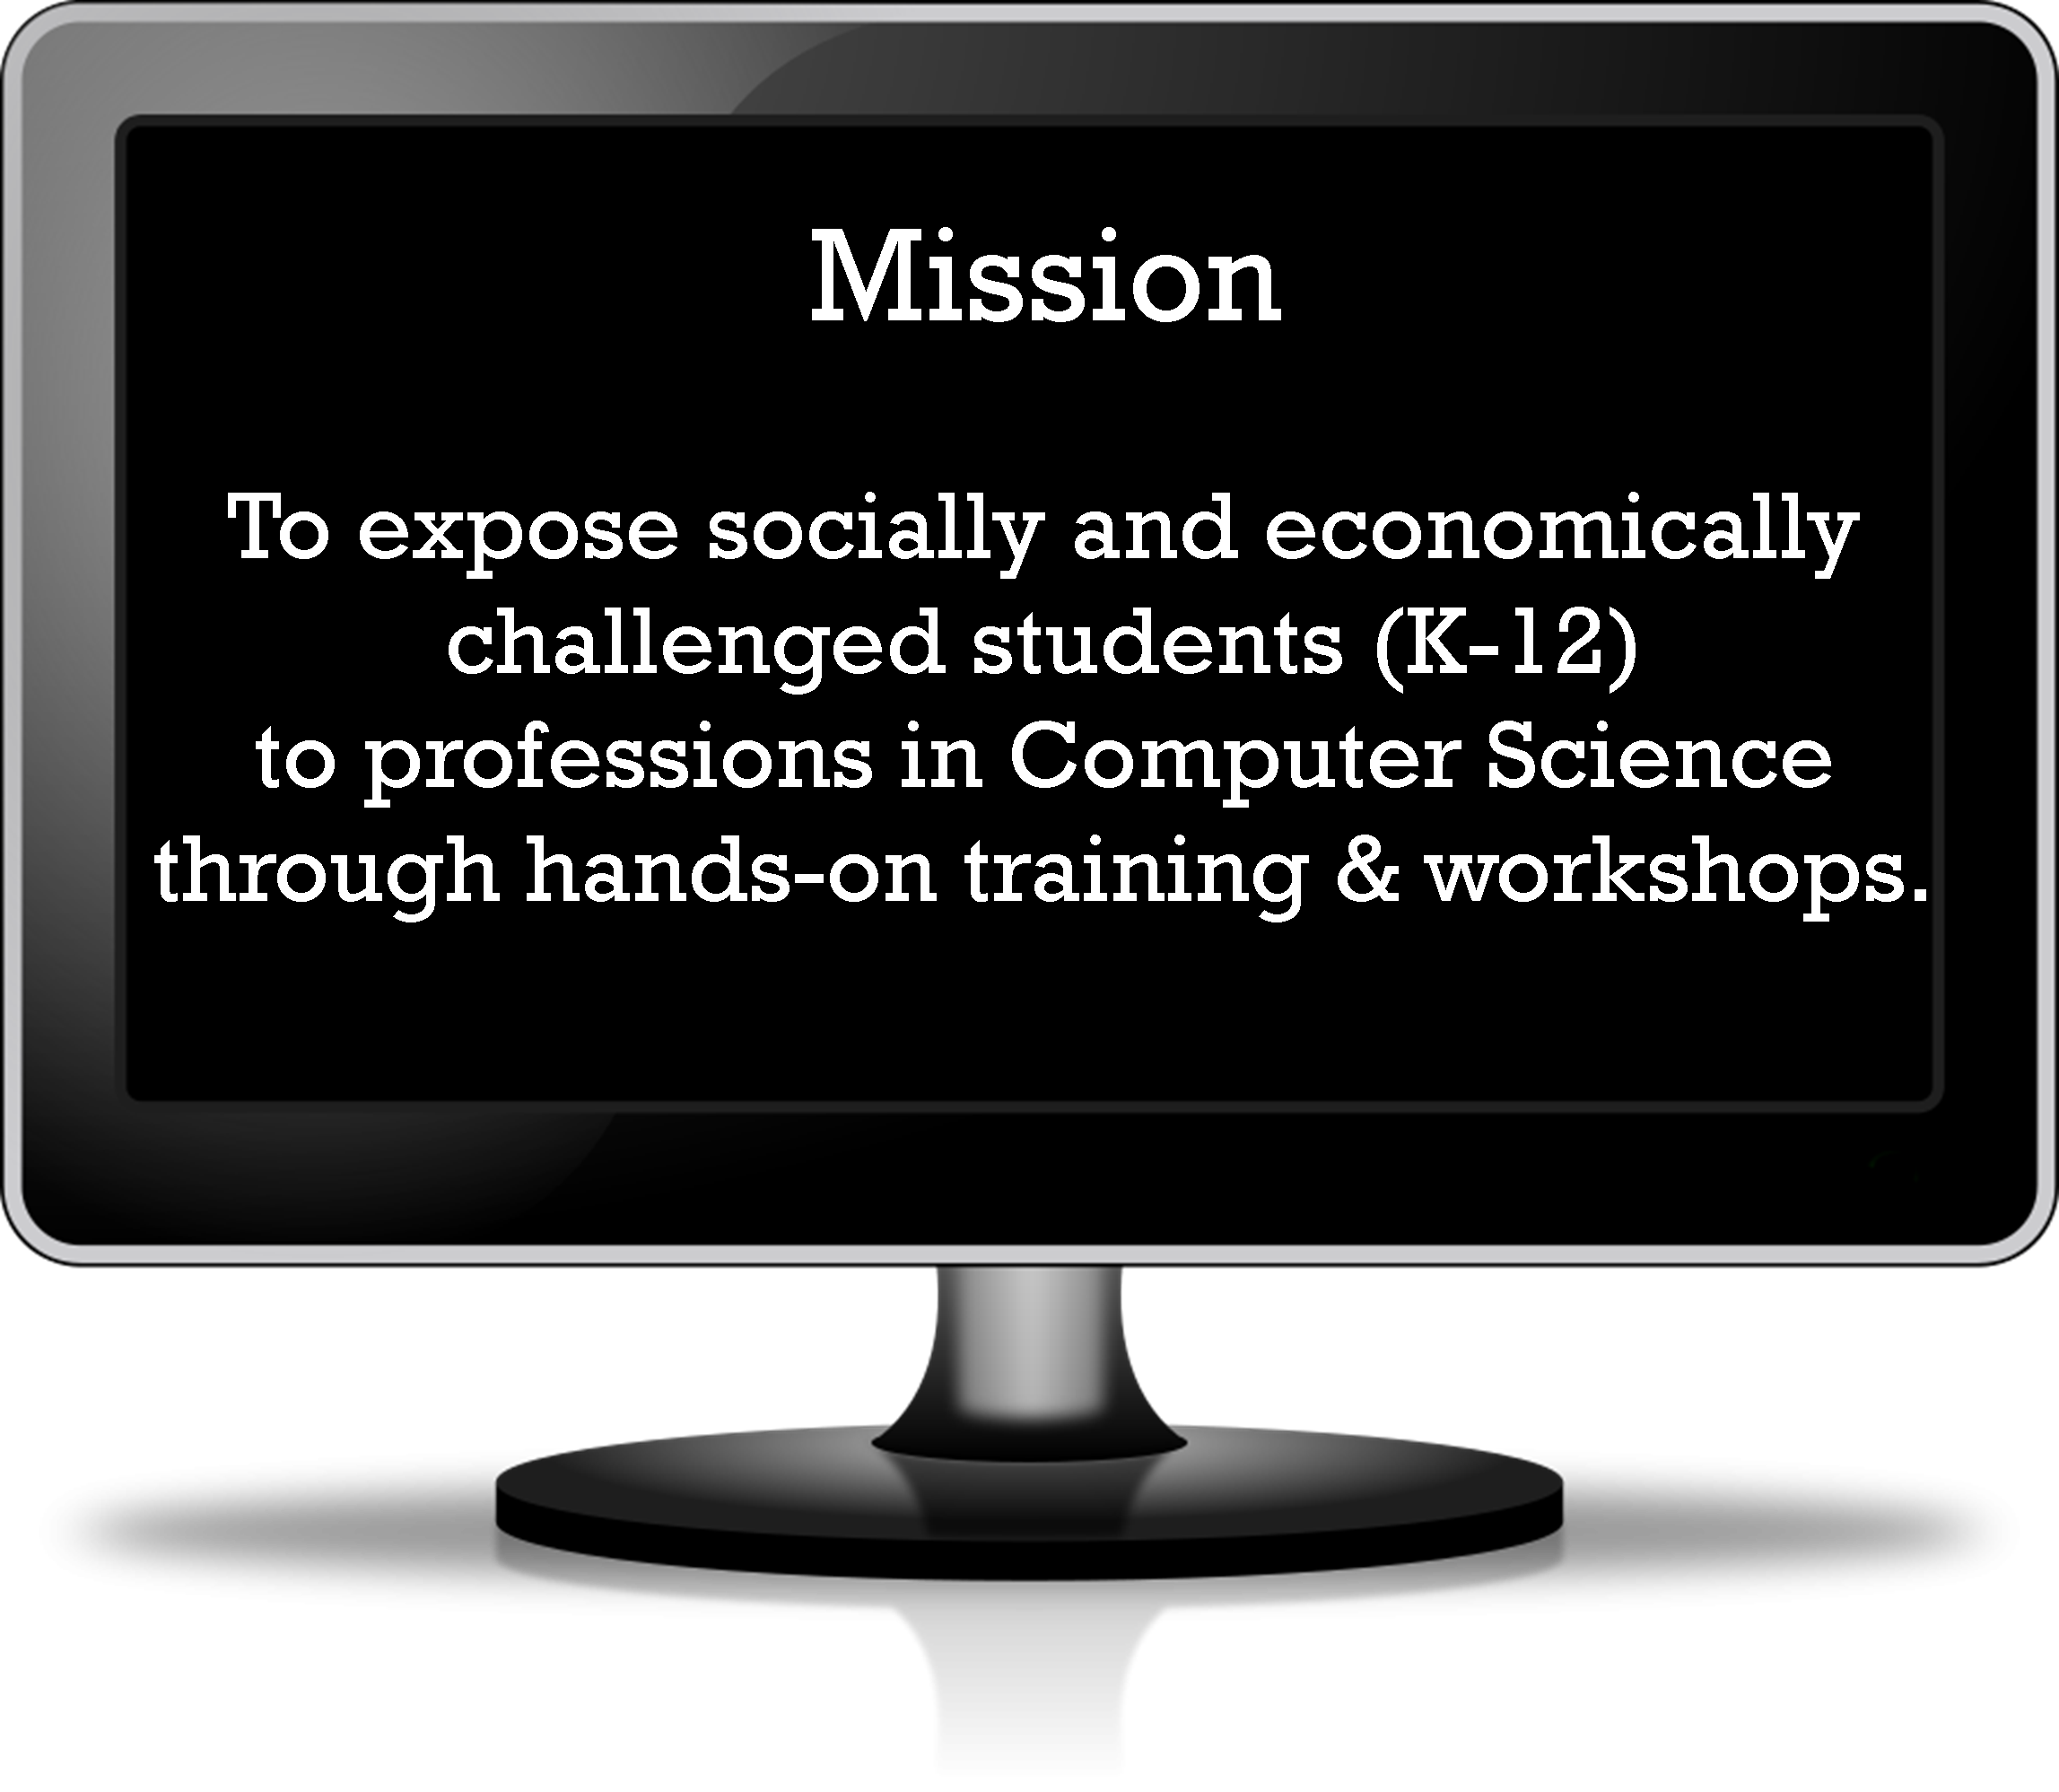 Mission
To expose socially and economically
challenged students (K-12)
to professions in Computer Science
through hands-on training & workshops.